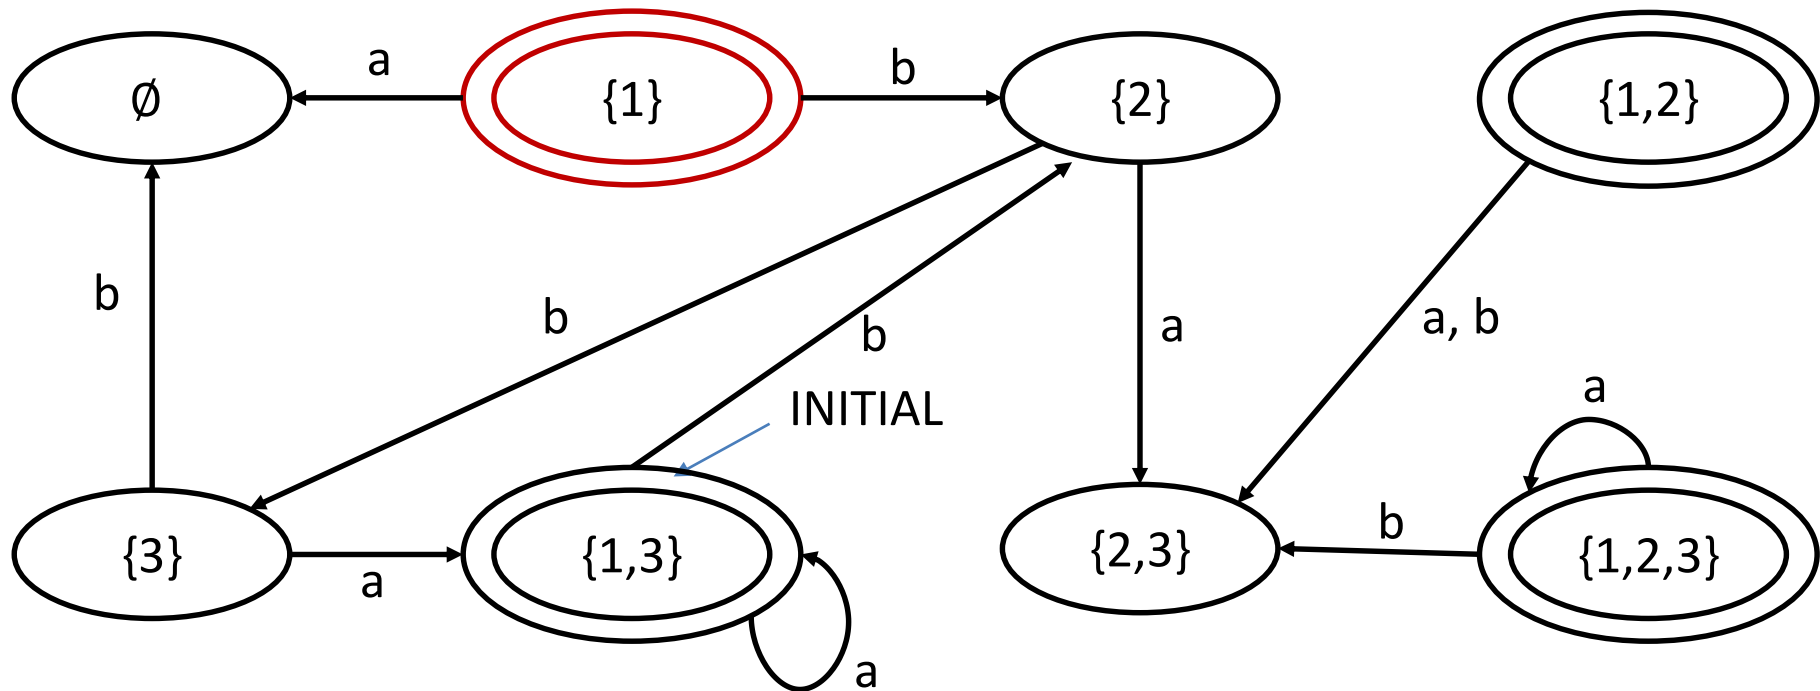 Ø
a
{1}
b
{2}
{1,2}
b
b
b
a
a, b
INITIAL
a
{3}
a
{1,3}
a
{2,3}
b
{1,2,3}